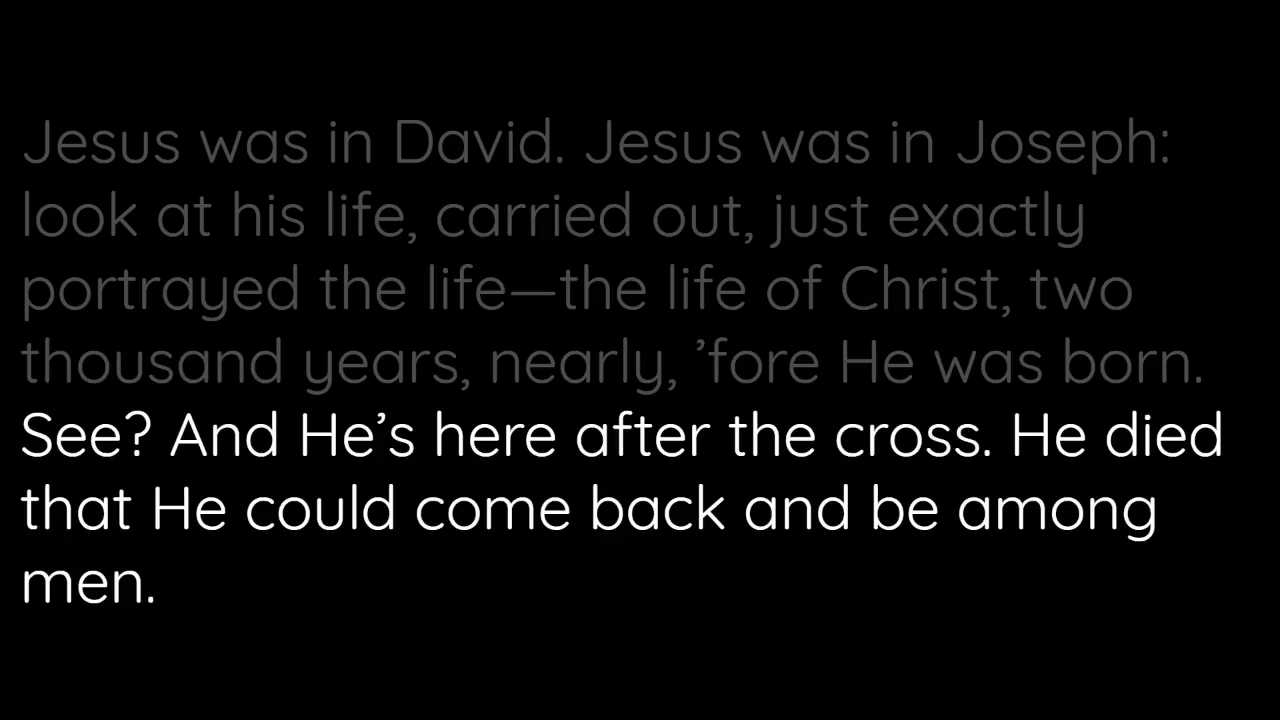 Jesus was in David. Jesus was in Joseph:
look at his life, carried out, just exactly
portrayed the life—the life of Christ, two
thousand years, nearly, ’fore He was born.
See? And He’s here after the cross. He died
that He could come back and be among
men.